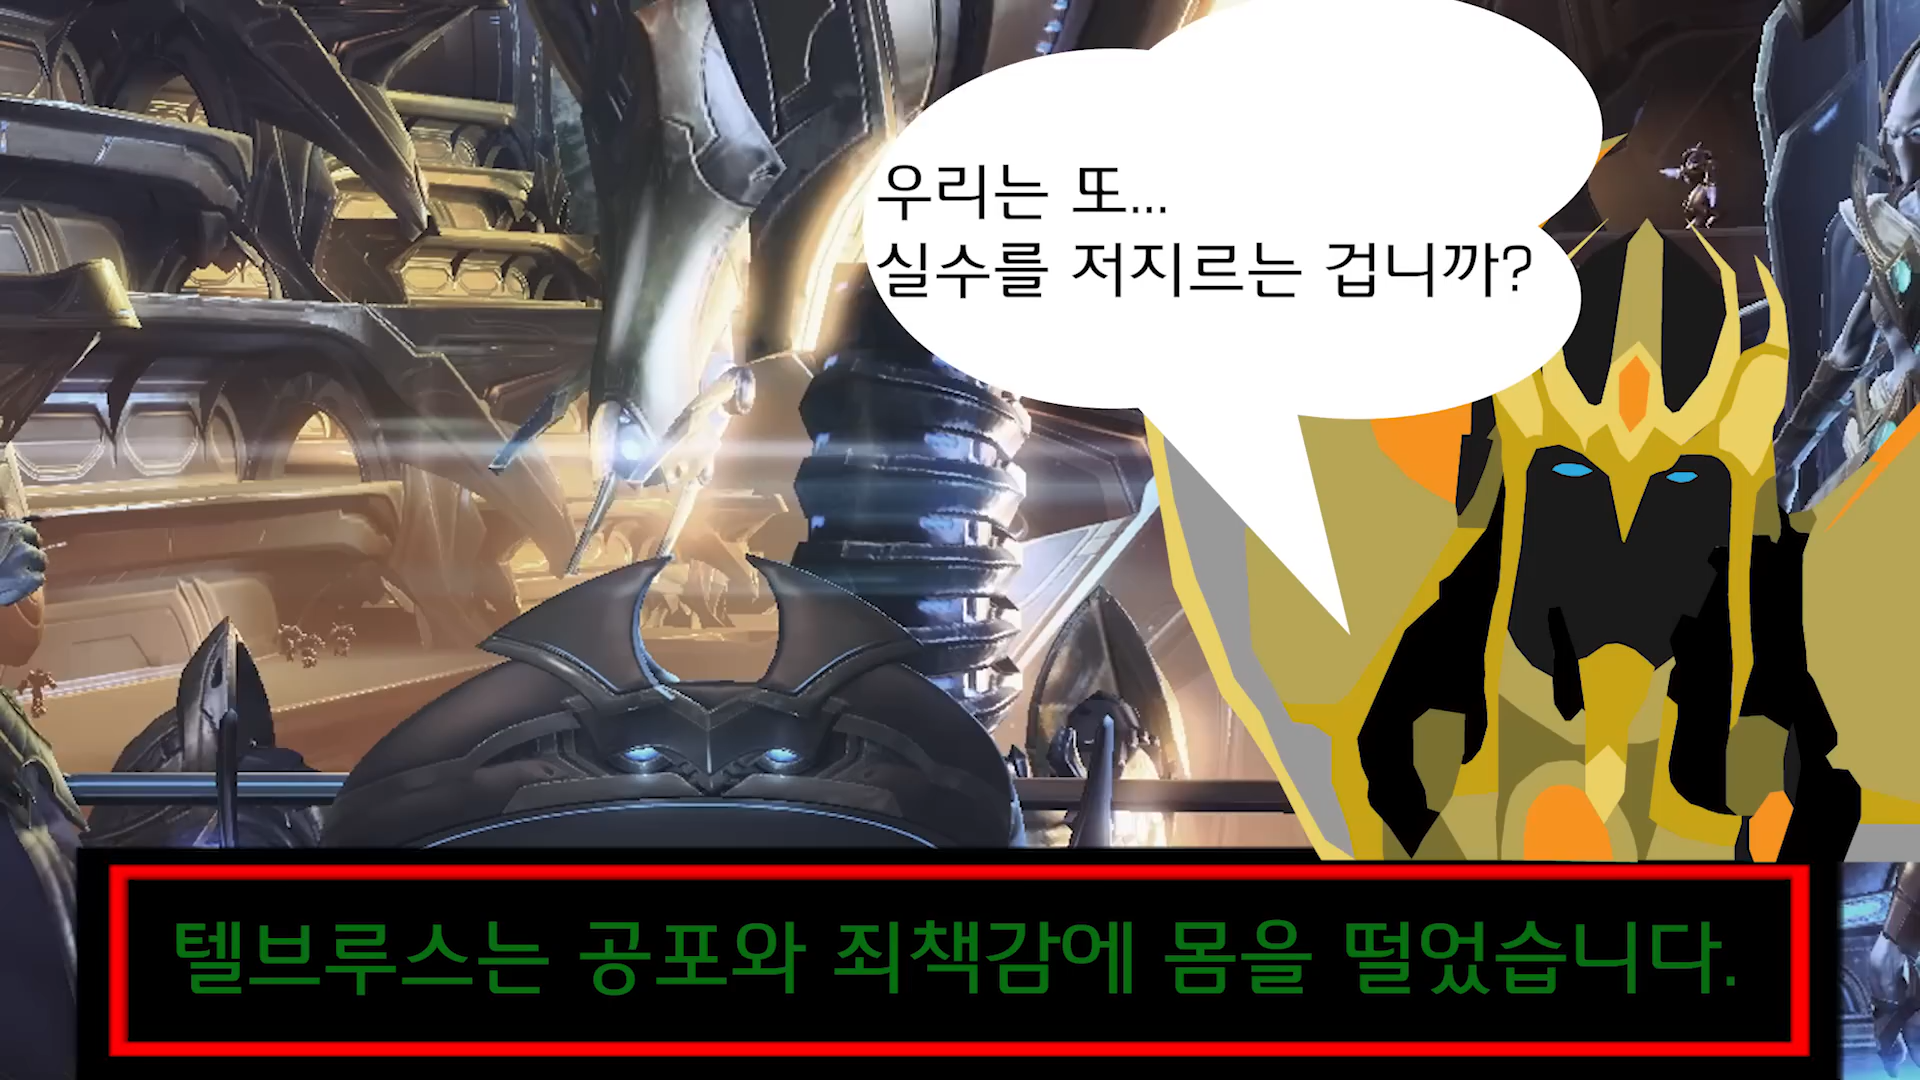 우리는 또...
실수를 저지르는 겁니까?
텔브루스는 공포와 죄책감에 몸을 떨었습니다.